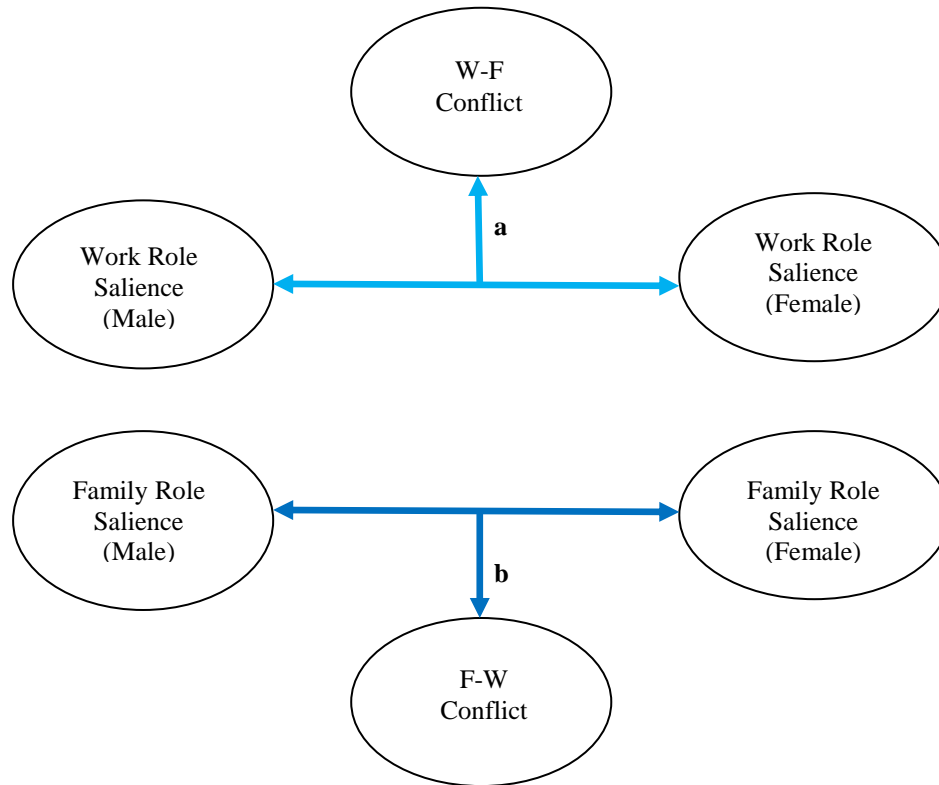 W-F
Conflict
a
Work Role
Salience
(Male)
Work Role
Salience
(Female)
Family Role
Salience
(Male)
Family Role
Salience
(Female)
b
F-W
Conflict